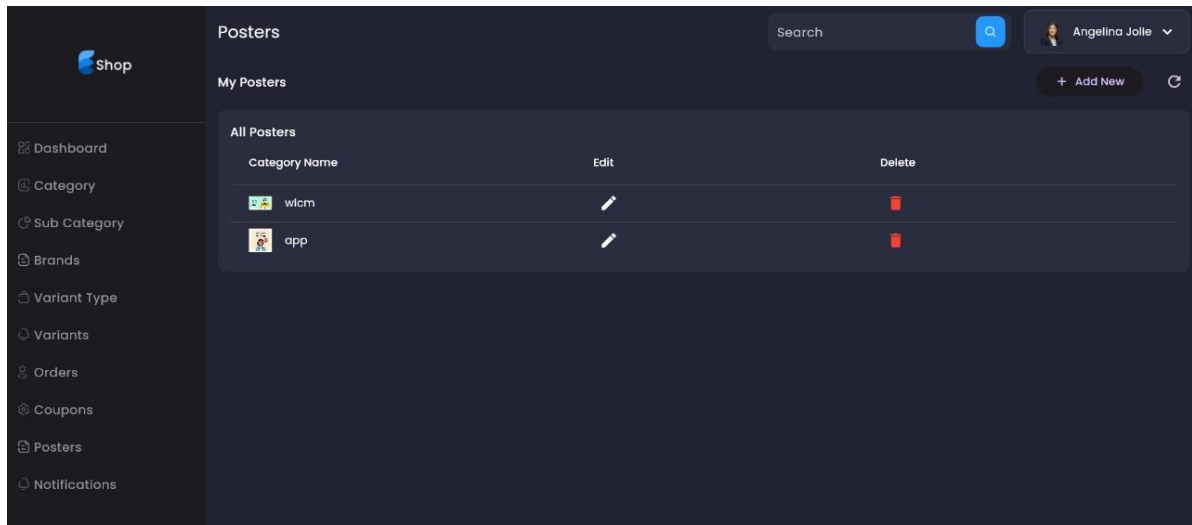 Shop
Dashboard
Category
Sub Category
Brands
Variant Type
Variants
Orders
Coupons
Posters
Notifications
Posters
Search
Angelina Jolie
My Posters
+ Add New
All Posters
Category Name Edit Delete
wlcm
app